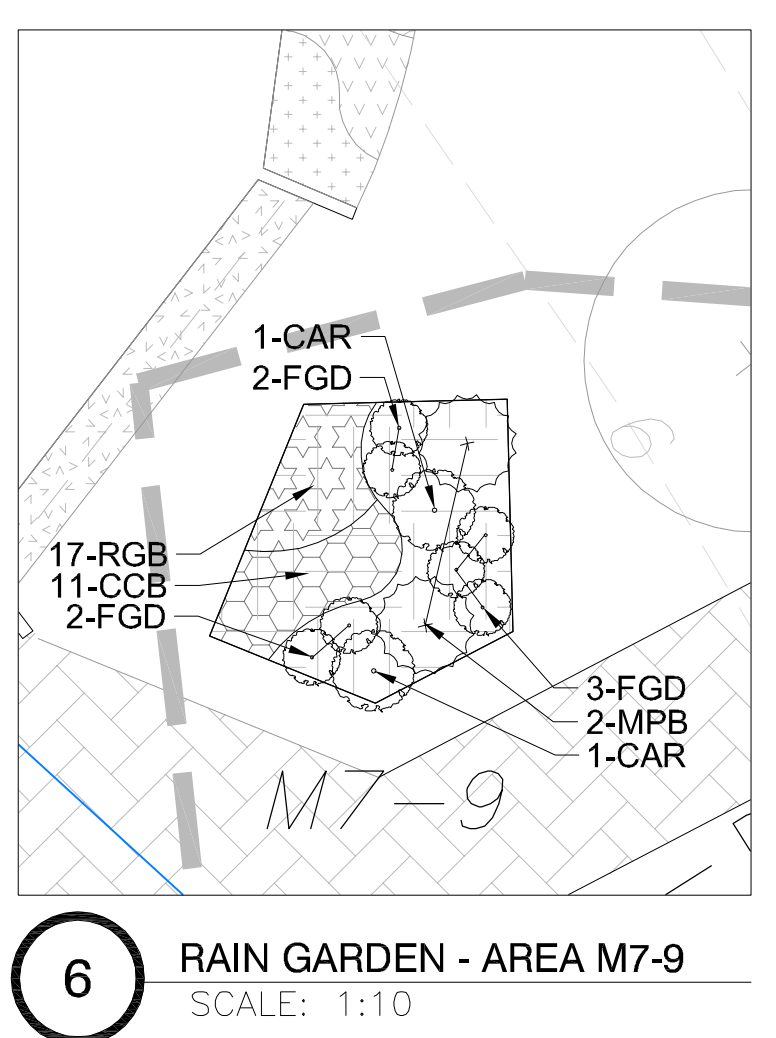 1-CAR
2-FGD
6
17-RGB
11-CCB
2-FGD
3-FGD
2-MPB
1-CAR
M7-9
6
RAIN GARDEN - AREA M7-9
SCALE: 1:10